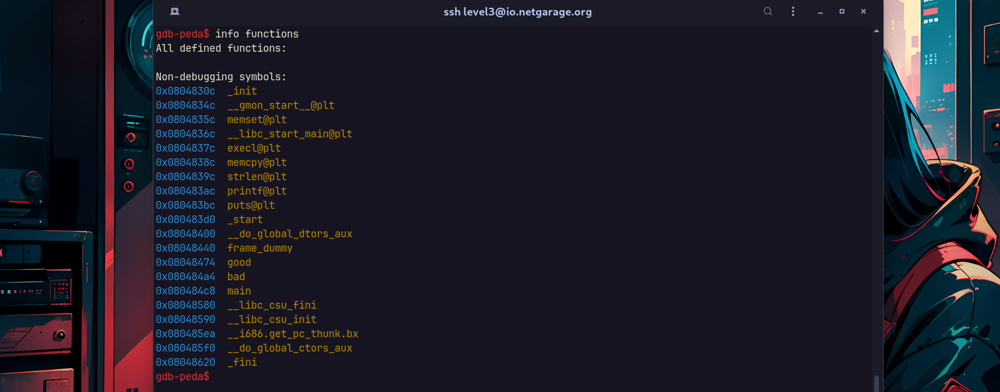 ssh level3@io.netgarage.org
gdb-peda$ info functions
All defined functions:
Non-debugging symbols:
0x0804830c  _init
0x0804834c  __gmon_start__@plt
0x0804835c  memset@plt
0x0804836c  __libc_start_main@plt
0x0804837c  execl@plt
0x0804838c  memcpy@plt
0x0804839c  strlen@plt
0x080483ac  printf@plt
0x080483bc  puts@plt
0x080483d0  _start
0x08048400  __do_global_dtors_aux
0x08048440  frame_dummy
0x08048474  good
0x080484a4  bad
0x080484c8  main
0x08048580  __libc_csu_fini
0x08048590  __libc_csu_init
0x080485ea  __i686.get_pc_thunk.bx
0x080485f0  __do_global_ctors_aux
0x08048620  _fini
gdb-peda$